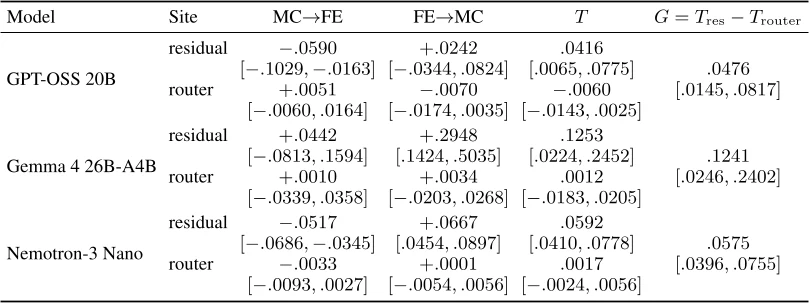 Model Site MC→FE FE→MC T G = T_res − T_router
residual −.0590 +.0242 .0416
[−.1029, −.0163] [−.0344, .0824] [.0065, .0775]
GPT-OSS 20B .0476
router +.0051 −.0070 −.0060 [.0145, .0817]
[−.0060, .0164] [−.0174, .0035] [−.0143, .0025]
residual +.0442 +.2948 .1253
[−.0813, .1594] [.1424, .5035] [.0224, .2452]
Gemma 4 26B-A4B .1241
router +.0010 +.0034 .0012 [.0246, .2402]
[−.0339, .0358] [−.0203, .0268] [−.0183, .0205]
residual −.0517 +.0667 .0592
[−.0686, −.0345] [.0454, .0897] [.0410, .0778]
Nemotron-3 Nano .0575
router −.0033 +.0001 .0017 [.0396, .0755]
[−.0093, .0027] [−.0054, .0056] [−.0024, .0056]